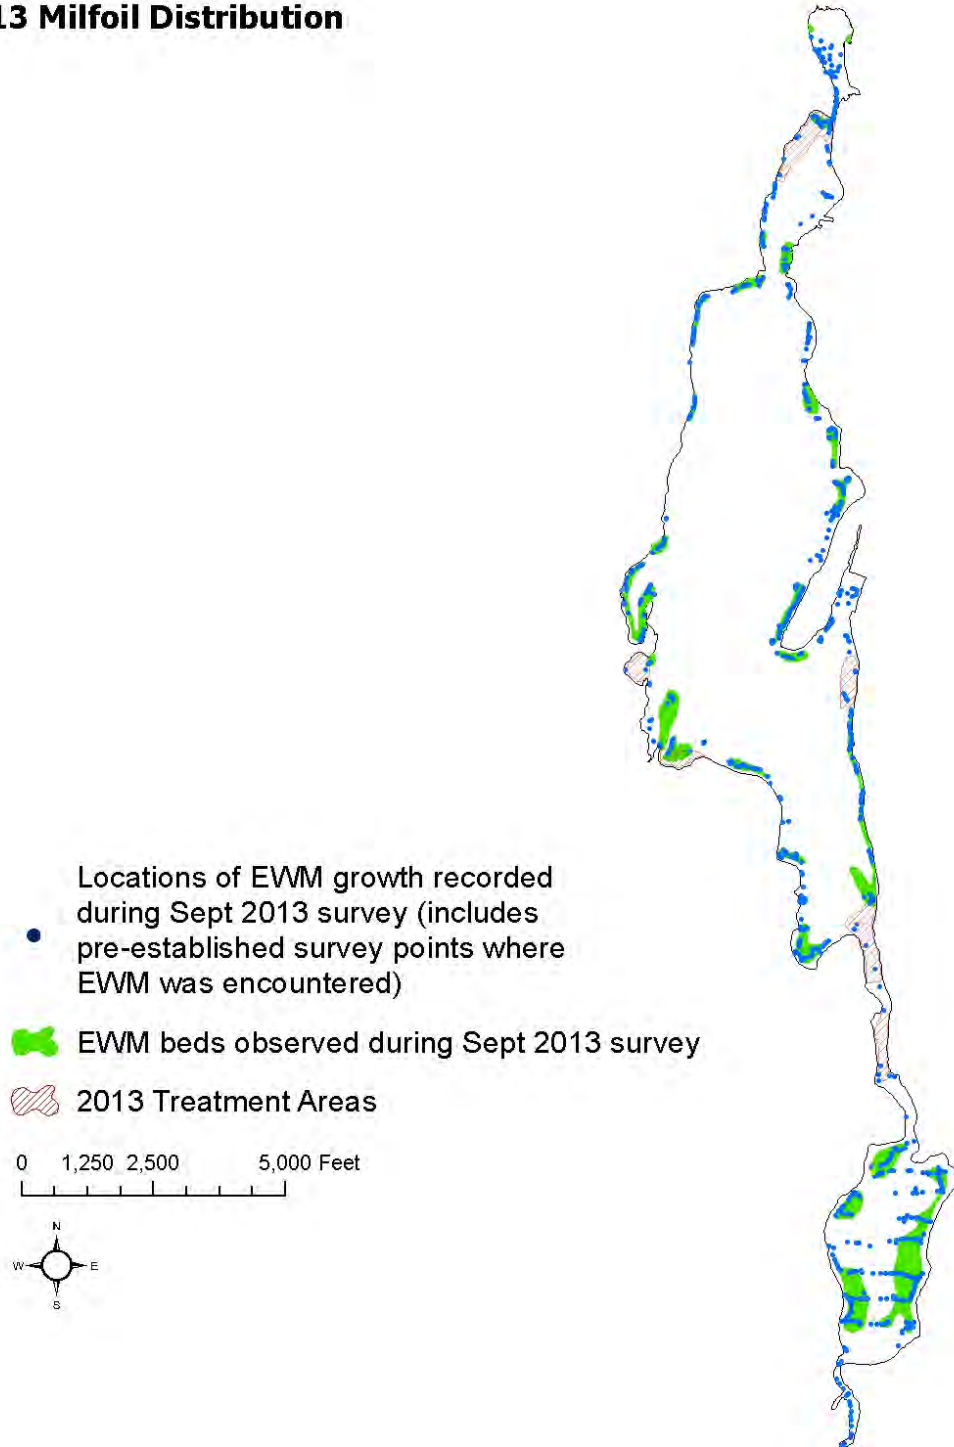 13 Milfoil Distribution
Locations of EWM growth recorded
during Sept 2013 survey (includes
pre-established survey points where
EWM was encountered)
EWM beds observed during Sept 2013 survey
2013 Treatment Areas
0 1,250 2,500 5,000 Feet
N
W E
S